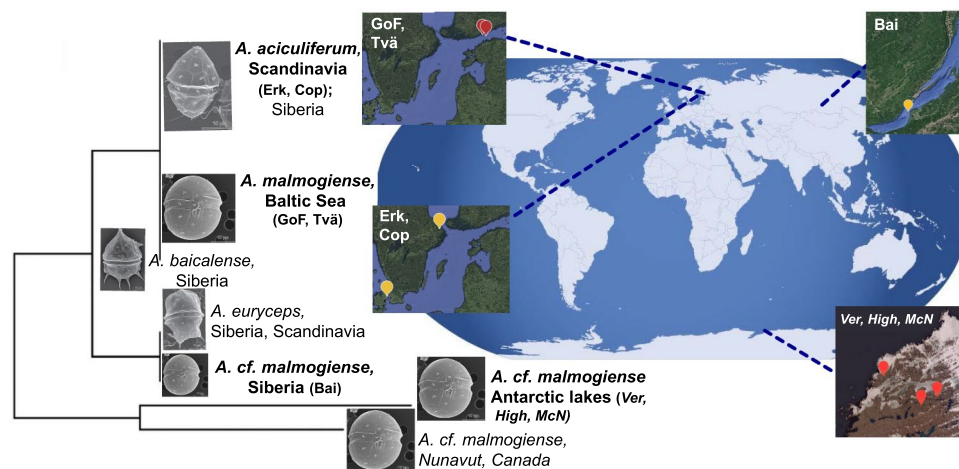 A. aciculiferum,
Scandinavia
(Erk, Cop);
Siberia
A. malmogiense,
Baltic Sea
(GoF, Tvä)
A. baicalense,
Siberia
A. euryceps,
Siberia, Scandinavia
A. cf. malmogiense,
Siberia (Bai)
A. cf. malmogiense
Antarctic lakes (Ver,
High, McN)
A. cf. malmogiense,
Nunavut, Canada
GoF,
Tvä
Bai
Erk,
Cop
Ver, High, McN